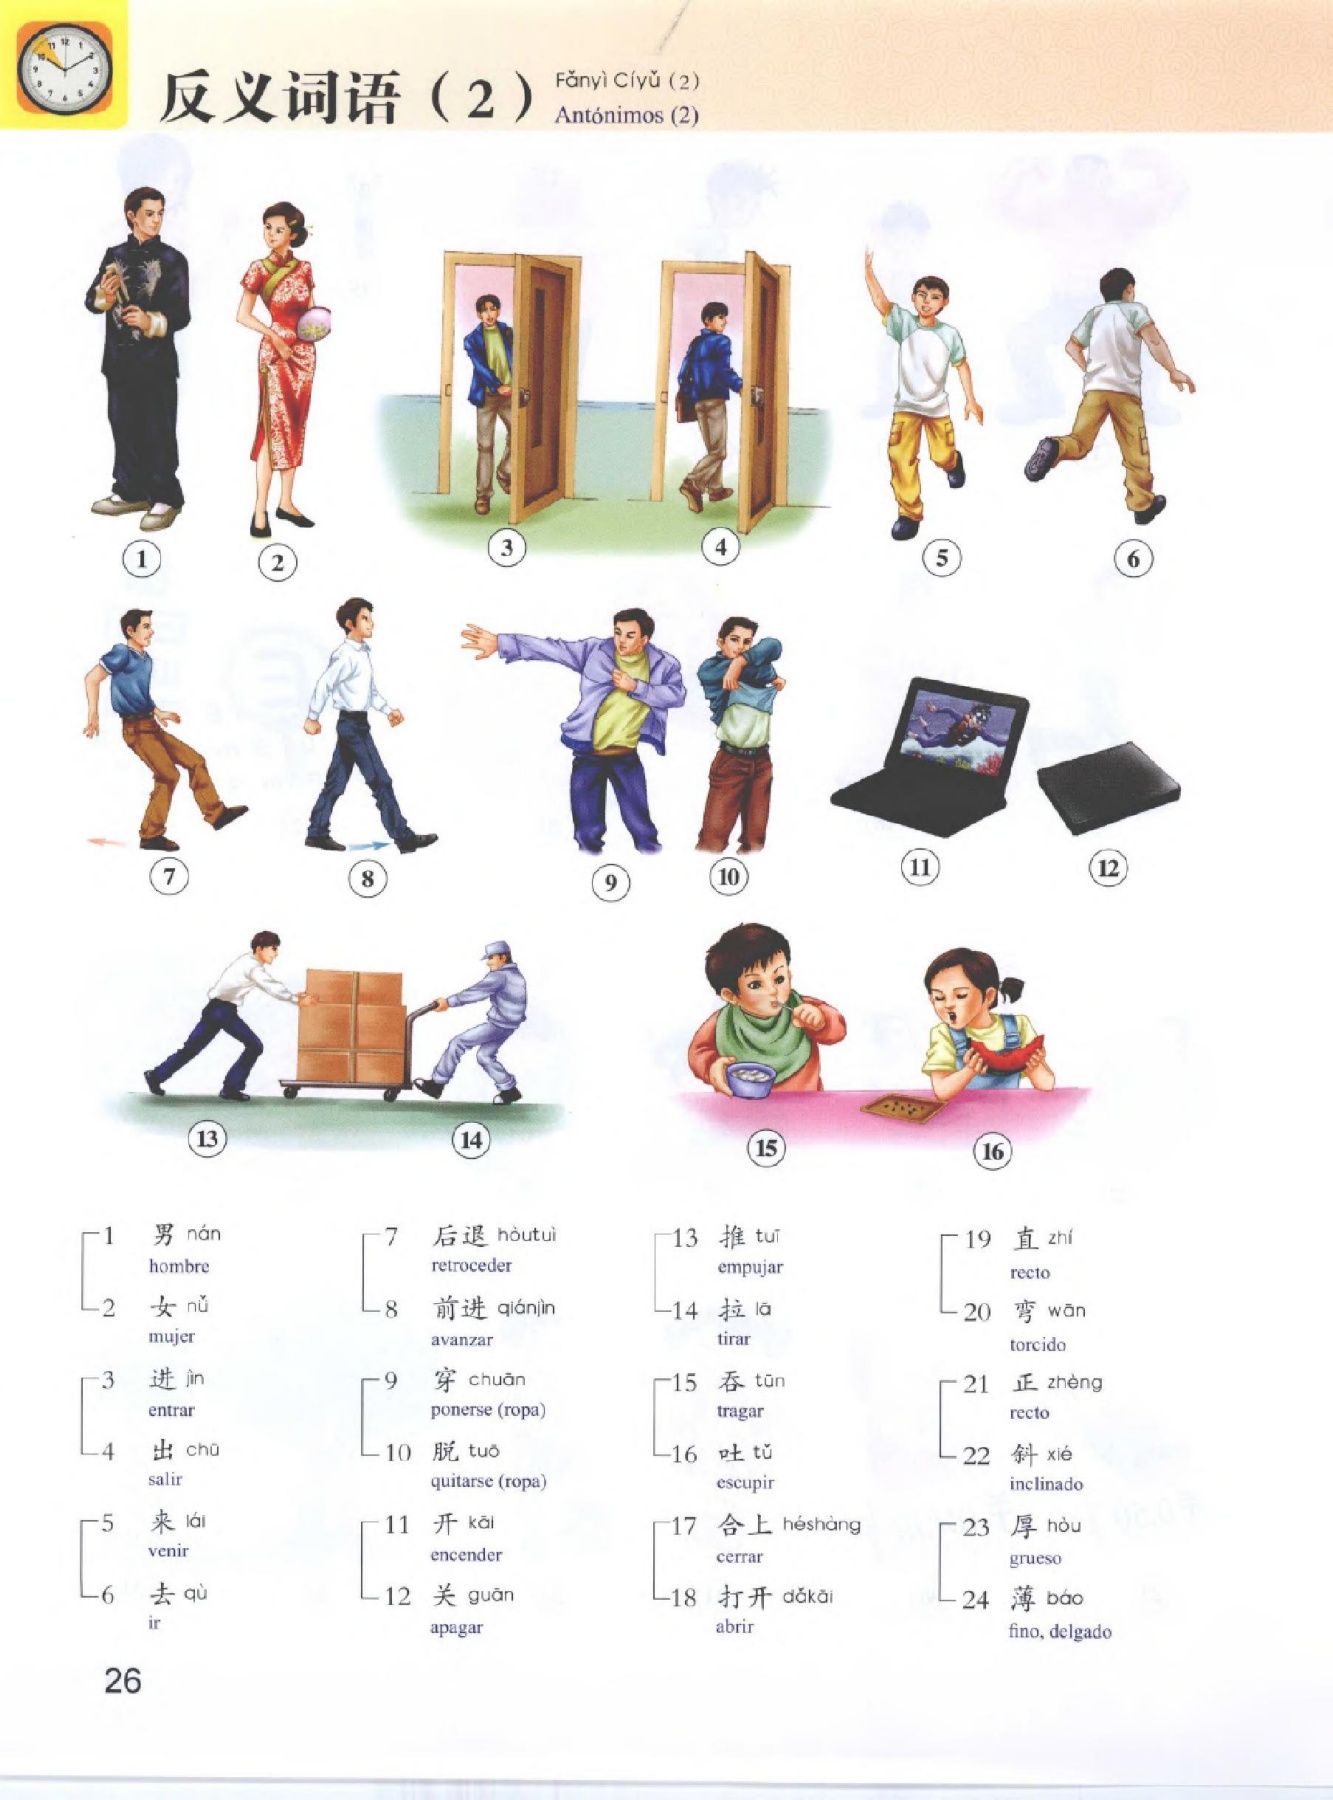 反义词语（2）
Fǎnyì Cíyǔ（2）
Antónimos (2)
1
2
3
4
5
6
7
8
9
10
11
12
13
14
15
16
1 男 nán
hombre
2 女 nǚ
mujer
3 进 jìn
entrar
4 出 chū
salir
5 来 lái
venir
6 去 qù
ir
7 后退 hòutuì
retroceder
8 前进 qiánjìn
avanzar
9 穿 chuān
ponerse (ropa)
10 脱 tuō
quitarse (ropa)
11 开 kāi
encender
12 关 guān
apagar
13 推 tuī
empujar
14 拉 lā
tirar
15 吞 tūn
tragar
16 吐 tǔ
escupir
17 合上 héshàng
cerrar
18 打开 dǎkāi
abrir
19 直 zhí
recto
20 弯 wān
torcido
21 正 zhèng
recto
22 斜 xié
inclinado
23 厚 hòu
grueso
24 薄 báo
fino, delgado
26